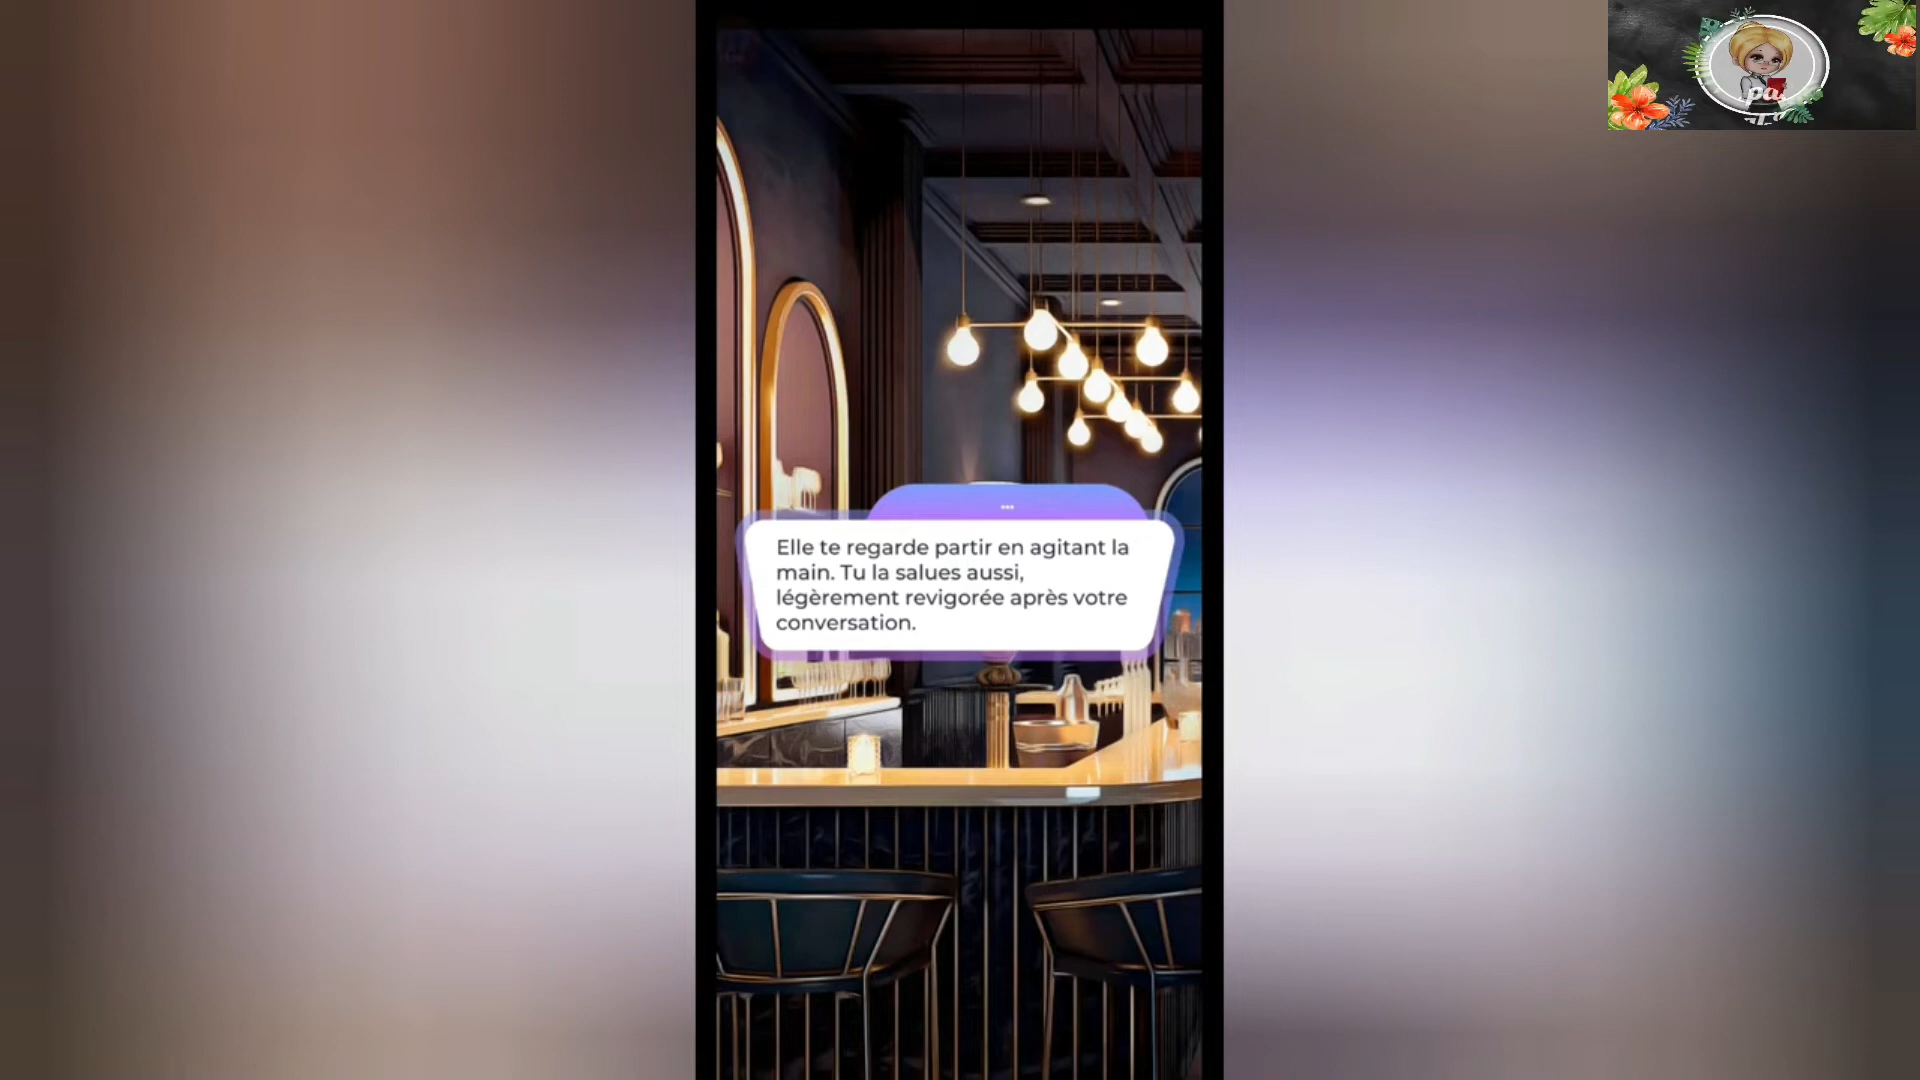 ...
Elle te regarde partir en agitant la
main. Tu la salues aussi,
légèrement revigorée après votre
conversation.